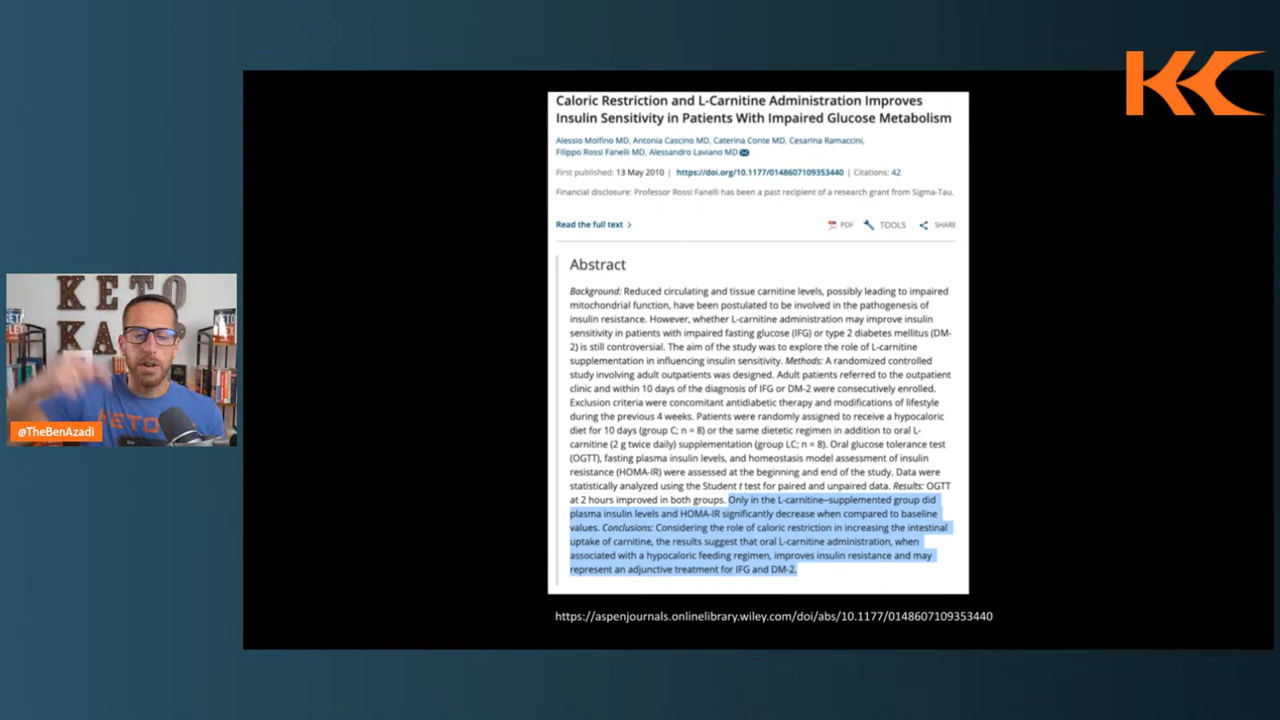 KC
Caloric Restriction and L-Carnitine Administration Improves
Insulin Sensitivity in Patients With Impaired Glucose Metabolism
Alessio Molfino MD, Antonia Cascino MD, Caterina Conte MD, Cesarina Ramaccini,
Filippo Rossi Fanelli MD, Alessandro Laviano MD
First published: 13 May 2010 | https://doi.org/10.1177/0148607109353440 | Citations: 42
Financial disclosure: Professor Rossi Fanelli has been a past recipient of a research grant from Sigma-Tau.
Read the full text
PDF TOOLS SHARE
Abstract
Background: Reduced circulating and tissue carnitine levels, possibly leading to impaired
mitochondrial function, have been postulated to be involved in the pathogenesis of
insulin resistance. However, whether L-carnitine administration may improve insulin
sensitivity in patients with impaired fasting glucose (IFG) or type 2 diabetes mellitus (DM-
2) is still controversial. The aim of the study was to explore the role of L-carnitine
supplementation in influencing insulin sensitivity. Methods: A randomized controlled
study involving adult outpatients was designed. Adult patients referred to the outpatient
clinic and within 10 days of the diagnosis of IFG or DM-2 were consecutively enrolled.
Exclusion criteria were concomitant antidiabetic therapy and modifications of lifestyle
during the previous 4 weeks. Patients were randomly assigned to receive a hypocaloric
diet for 10 days (group C; n = 8) or the same dietetic regimen in addition to oral L-
carnitine (2 g twice daily) supplementation (group LC; n = 8). Oral glucose tolerance test
(OGTT), fasting plasma insulin levels, and homeostasis model assessment of insulin
resistance (HOMA-IR) were assessed at the beginning and end of the study. Data were
statistically analyzed using the Student t test for paired and unpaired data. Results: OGTT
at 2 hours improved in both groups. Only in the L-carnitine–supplemented group did
plasma insulin levels and HOMA-IR significantly decrease when compared to baseline
values. Conclusions: Considering the role of caloric restriction in increasing the intestinal
uptake of carnitine, the results suggest that oral L-carnitine administration, when
associated with a hypocaloric feeding regimen, improves insulin resistance and may
represent an adjunctive treatment for IFG and DM-2.
https://aspenjournals.onlinelibrary.wiley.com/doi/abs/10.1177/0148607109353440
KETO
KA
KETO
@TheBenAzadi